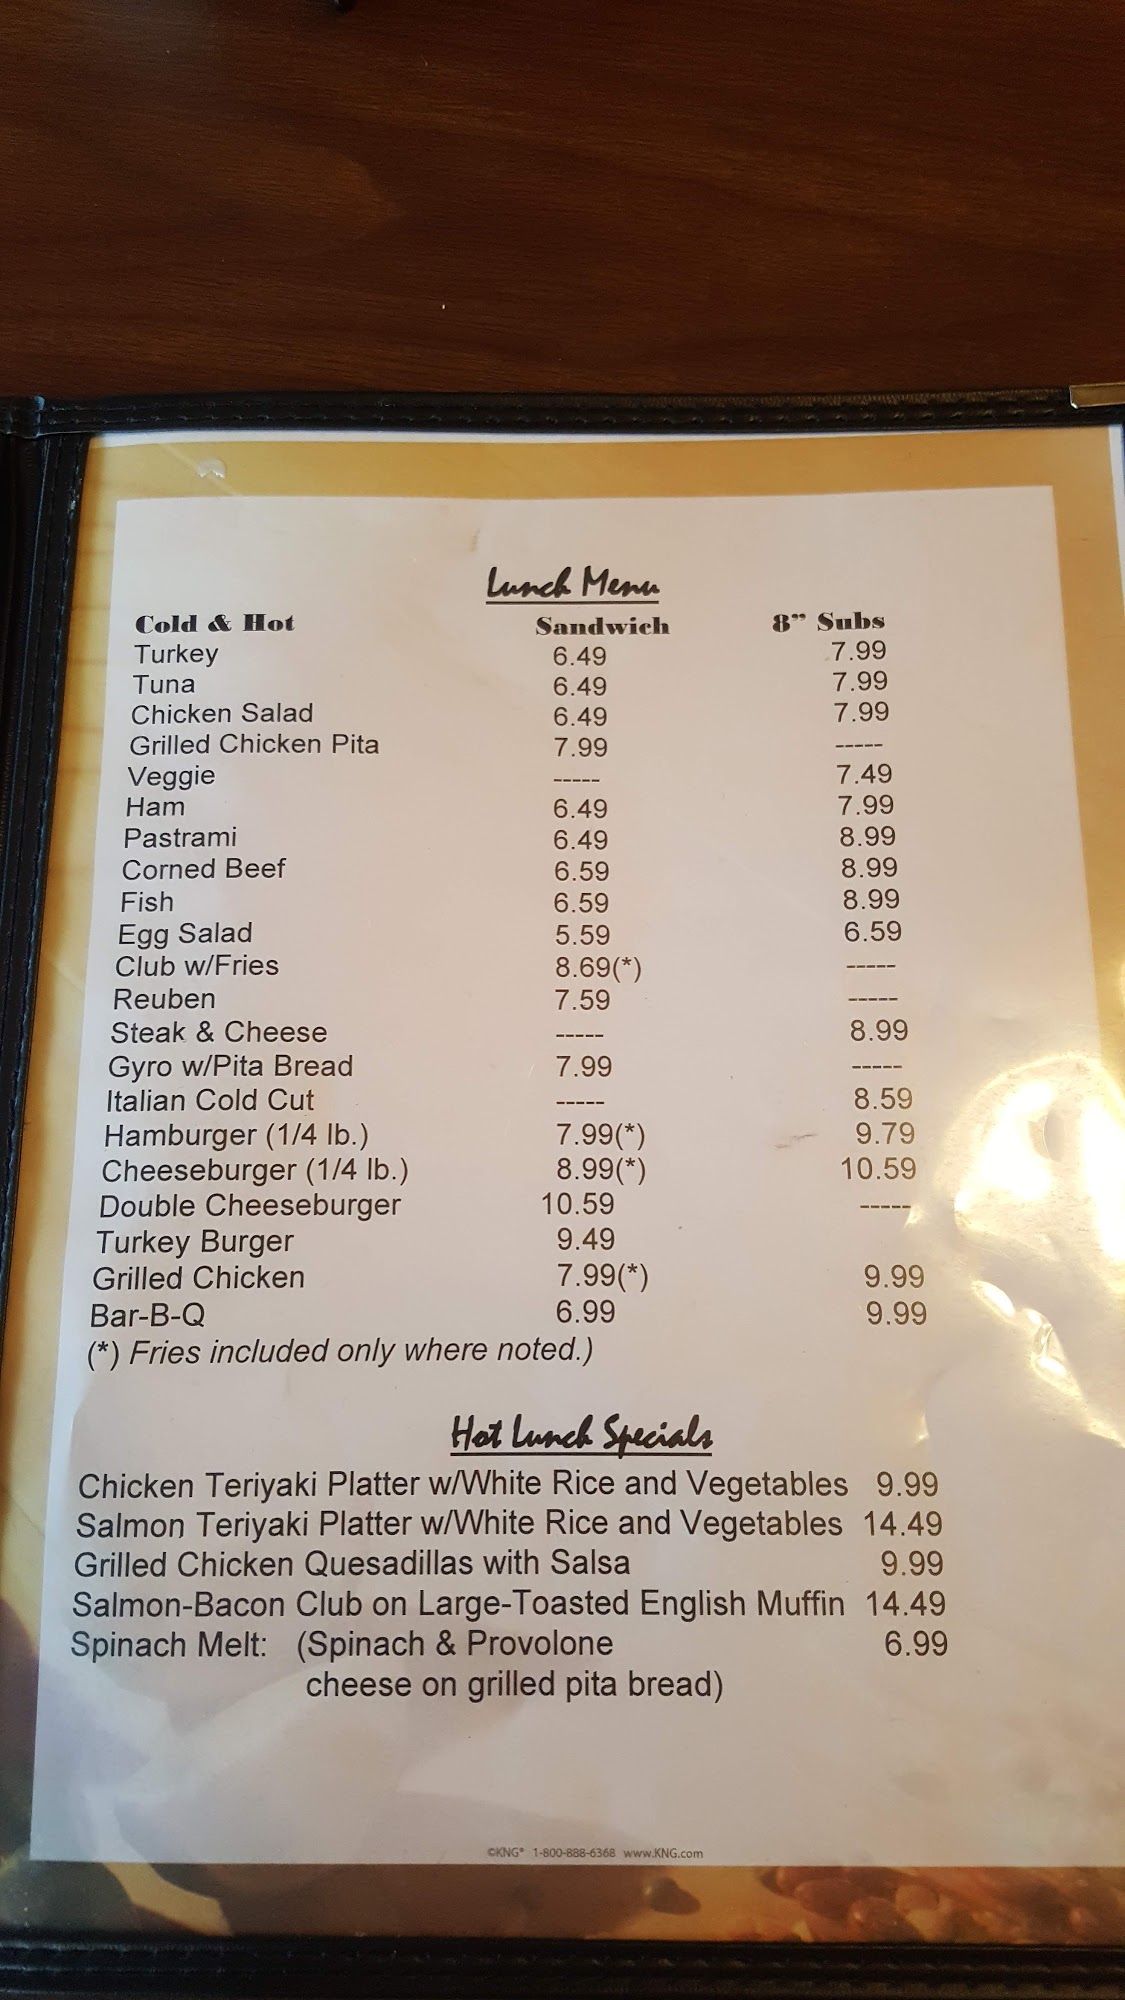 Lunch Menu
Cold & Hot Sandwich 8" Subs
Turkey 6.49 7.99
Tuna 6.49 7.99
Chicken Salad 6.49 7.99
Grilled Chicken Pita 7.99 -----
Veggie ----- 7.49
Ham 6.49 7.99
Pastrami 6.49 8.99
Corned Beef 6.59 8.99
Fish 6.59 8.99
Egg Salad 5.59 6.59
Club w/Fries 8.69(*) -----
Reuben 7.59 -----
Steak & Cheese ----- 8.99
Gyro w/Pita Bread 7.99 -----
Italian Cold Cut ----- 8.59
Hamburger (1/4 lb.) 7.99(*) 9.79
Cheeseburger (1/4 lb.) 8.99(*) 10.59
Double Cheeseburger 10.59 -----
Turkey Burger 9.49
Grilled Chicken 7.99(*) 9.99
Bar-B-Q 6.99 9.99
(*) Fries included only where noted.)
Hot Lunch Specials
Chicken Teriyaki Platter w/White Rice and Vegetables 9.99
Salmon Teriyaki Platter w/White Rice and Vegetables 14.49
Grilled Chicken Quesadillas with Salsa 9.99
Salmon-Bacon Club on Large-Toasted English Muffin 14.49
Spinach Melt: (Spinach & Provolone 6.99
cheese on grilled pita bread)
©KNG® 1-800-888-6368 www.KNG.com